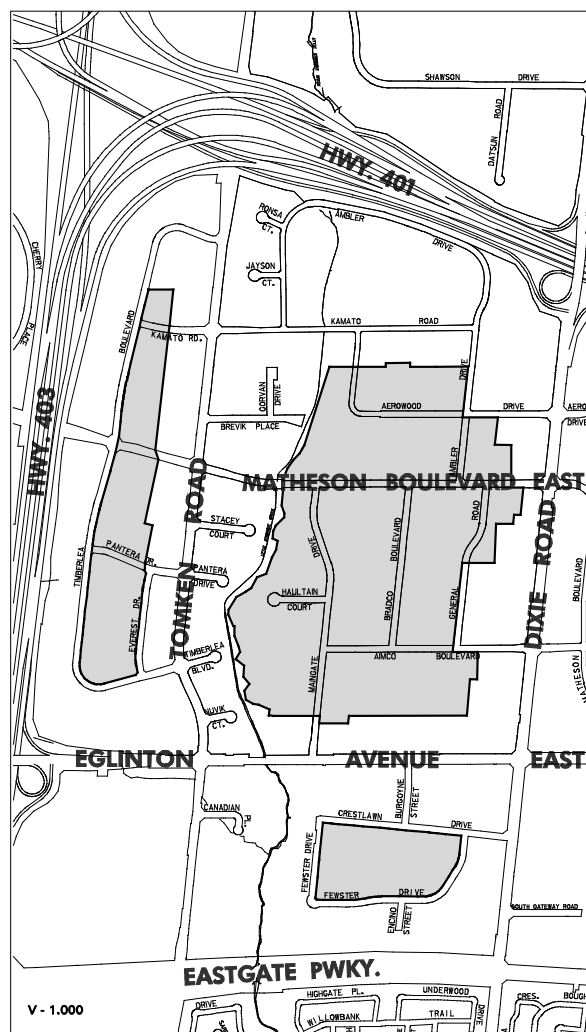 SHAWSON DRIVE
DATSUN ROAD
HWY. 401
RONSA CT.
AMBLER DRIVE
JAYSON CT.
CHERRY PLACE
BOULEVARD
KAMATO RD.
KAMATO ROAD
GORVAN DRIVE
DRIVE
AEROWOOD DRIVE
AERO
DRIVE
BREVIK PLACE
HWY. 403
AMBLER
MATHESON BOULEVARD EAST
ROAD
STACEY COURT
DRIVE
BOULEVARD
ROAD
DIXIE ROAD
TIMBERLEA
PANTERA DR.
PANTERA DRIVE
TOMKEN
HAULTAIN COURT
BRADCO
GENERAL
BOULEVARD
EVEREST DR.
TIMBERLEA BLVD.
MAINGATE
AIMCO BOULEVARD
MATHESON
NUVIK CT.
EGLINTON AVENUE EAST
CANADIAN PL.
BURGOYNE STREET
CRESTLAWN DRIVE
FEWSTER DRIVE
FEWSTER DRIVE
ENCINO STREET
SOUTH GATEWAY ROAD
EASTGATE PWKY.
HIGHGATE PL.
UNDERWOOD
CRES.
BOUGH
V - 1.000
DRIVE
WILLOWBANK
TRAIL